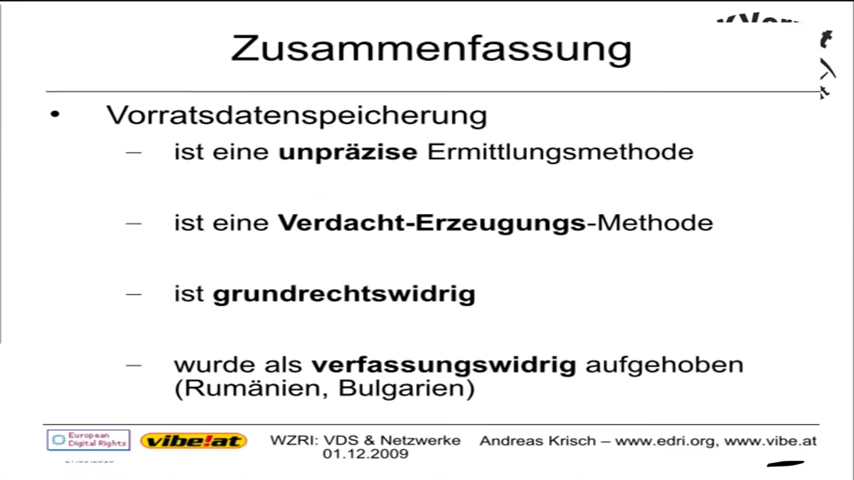 Zusammenfassung
• Vorratsdatenspeicherung
– ist eine unpräzise Ermittlungsmethode
– ist eine Verdacht-Erzeugungs-Methode
– ist grundrechtswidrig
– wurde als verfassungswidrig aufgehoben
(Rumänien, Bulgarien)
European
Digital Rights
vibe!at
WZRI: VDS & Netzwerke
01.12.2009
Andreas Krisch – www.edri.org, www.vibe.at